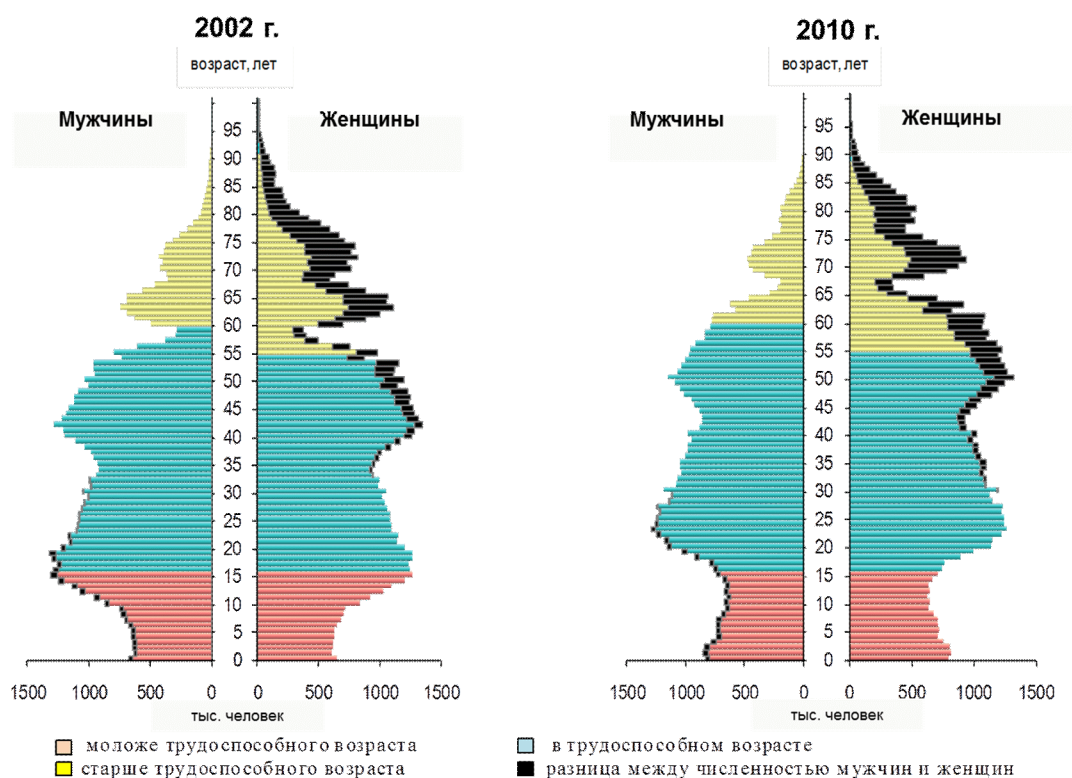 2002 г.
возраст, лет
Мужчины
Женщины
95
90
85
80
75
70
65
60
55
50
45
40
35
30
25
20
15
10
5
0
1500 1000 500 0 0 500 1000 1500
тыс. человек
2010 г.
возраст, лет
Мужчины
Женщины
95
90
85
80
75
70
65
60
55
50
45
40
35
30
25
20
15
10
5
0
1500 1000 500 0 0 500 1000 1500
тыс. человек
моложе трудоспособного возраста
в трудоспособном возрасте
старше трудоспособного возраста
разница между численностью мужчин и женщин